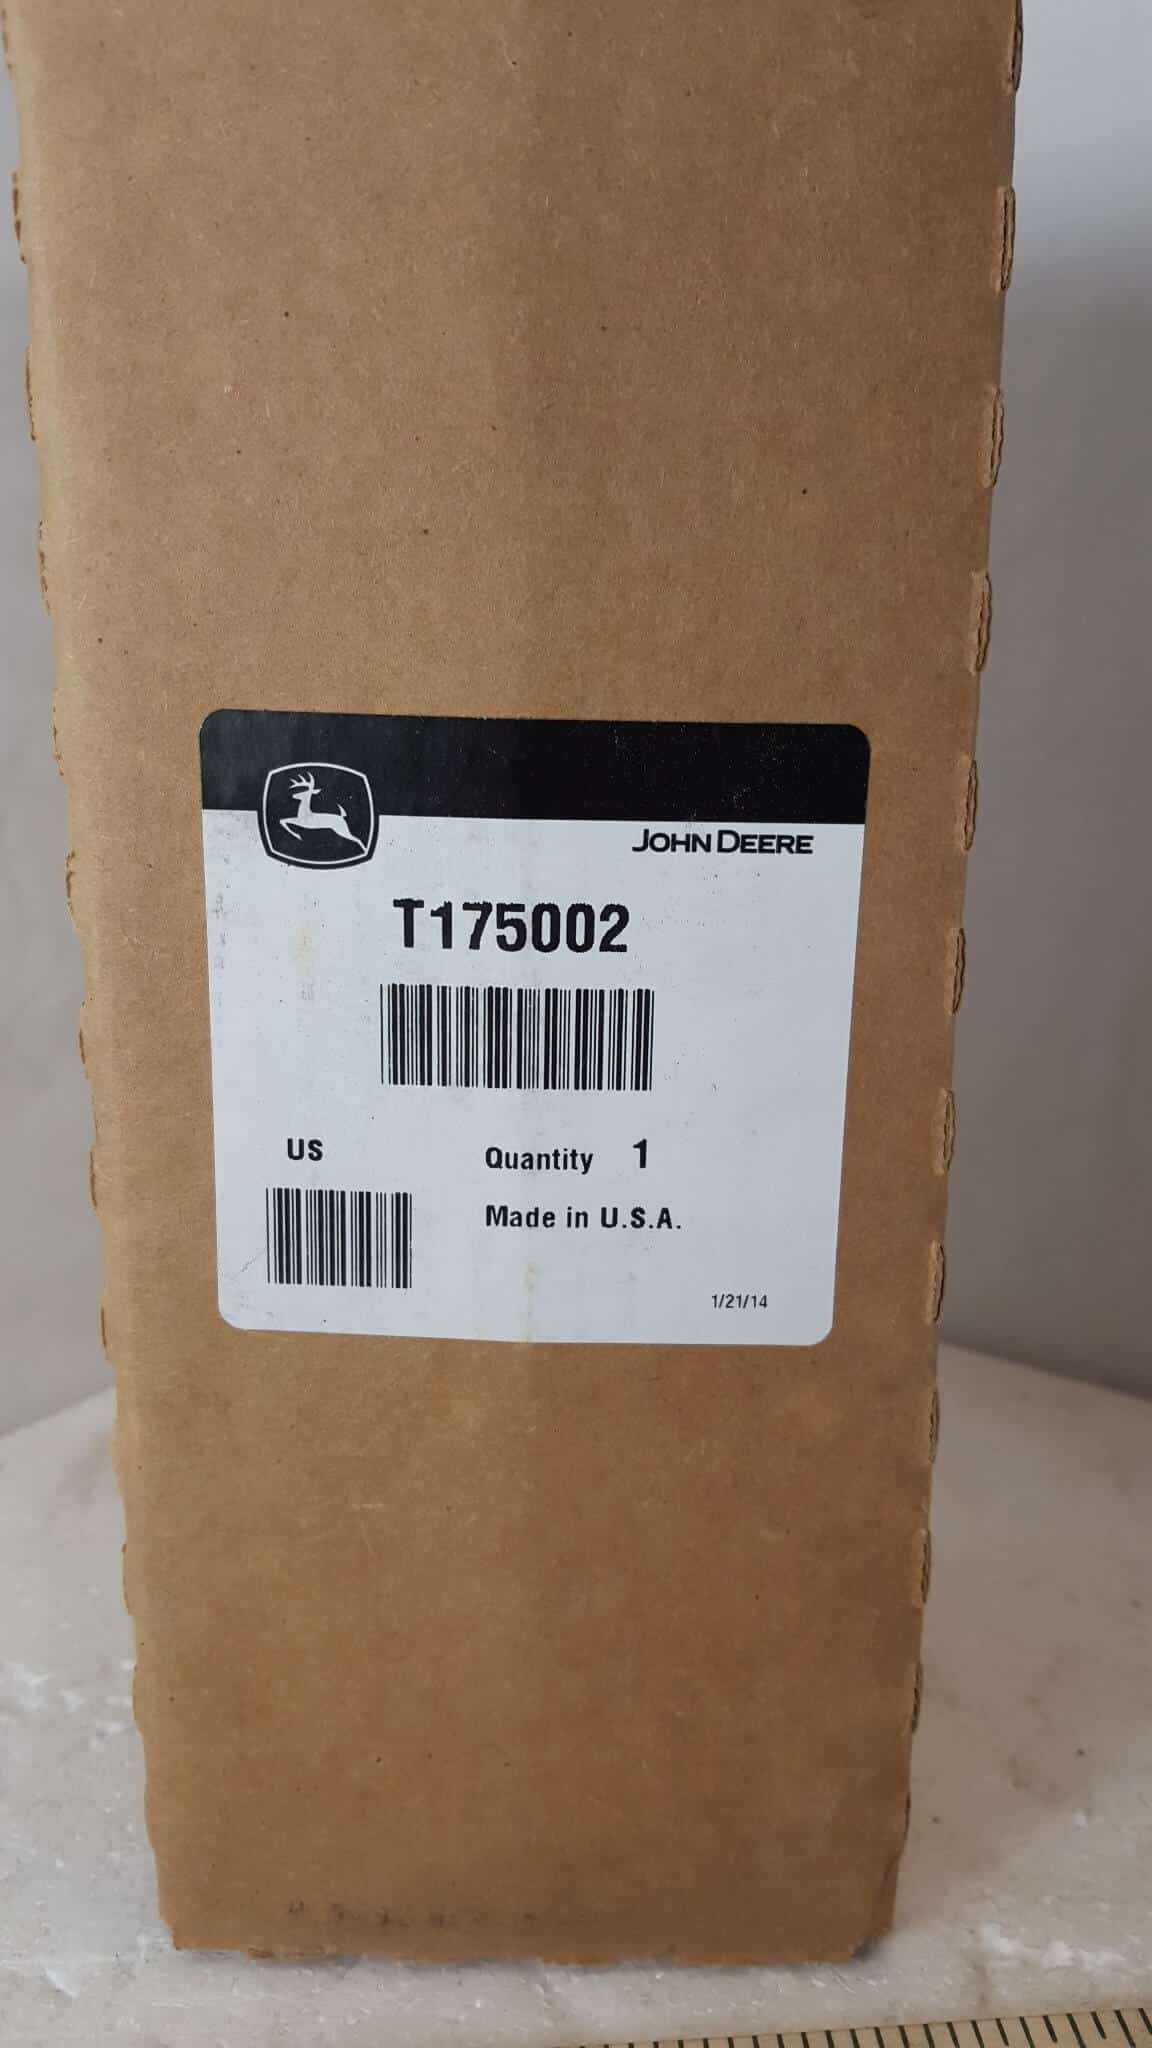 JOHN DEERE
T175002
US
Quantity 1
Made in U.S.A.
1/21/14